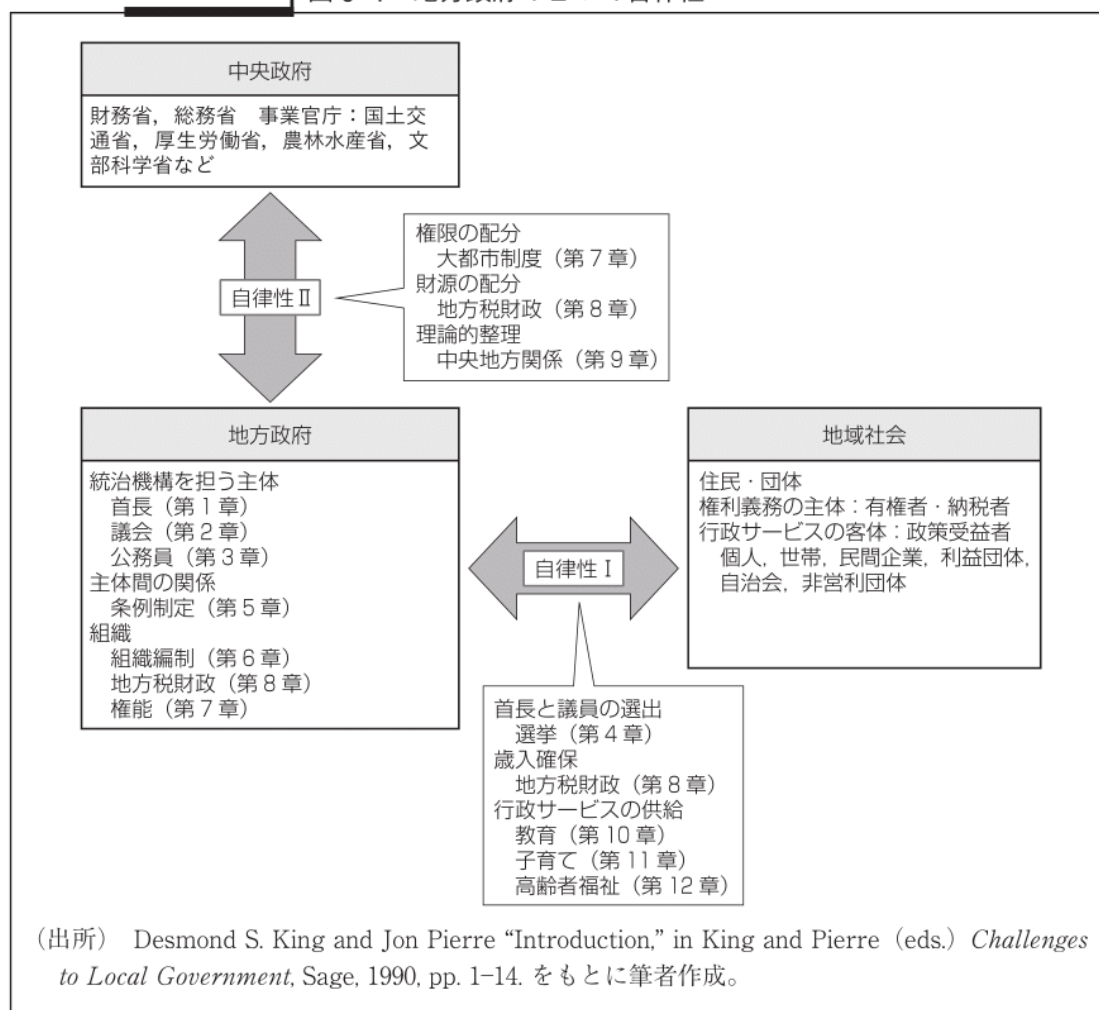 中央政府
財務省，総務省　事業官庁：国土交
通省，厚生労働省，農林水産省，文
部科学省など
自律性Ⅱ
権限の配分
大都市制度（第７章）
財源の配分
地方税財政（第８章）
理論的整理
中央地方関係（第９章）
地方政府
統治機構を担う主体
首長（第１章）
議会（第２章）
公務員（第３章）
主体間の関係
条例制定（第５章）
組織
組織編制（第６章）
地方税財政（第８章）
権能（第７章）
自律性Ⅰ
地域社会
住民・団体
権利義務の主体：有権者・納税者
行政サービスの客体：政策受益者
個人，世帯，民間企業，利益団体，
自治会，非営利団体
首長と議員の選出
選挙（第４章）
歳入確保
地方税財政（第８章）
行政サービスの供給
教育（第10章）
子育て（第11章）
高齢者福祉（第12章）
（出所）　Desmond S. King and Jon Pierre “Introduction,” in King and Pierre（eds.）Challenges
to Local Government, Sage, 1990, pp. 1–14. をもとに筆者作成。